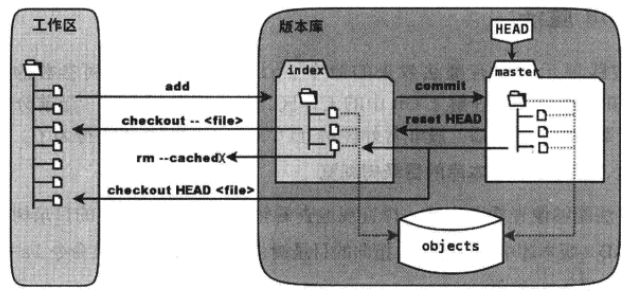 工作区
版本库
HEAD
index
master
add
commit
checkout -- <file>
reset HEAD
rm --cached
checkout HEAD <file>
objects